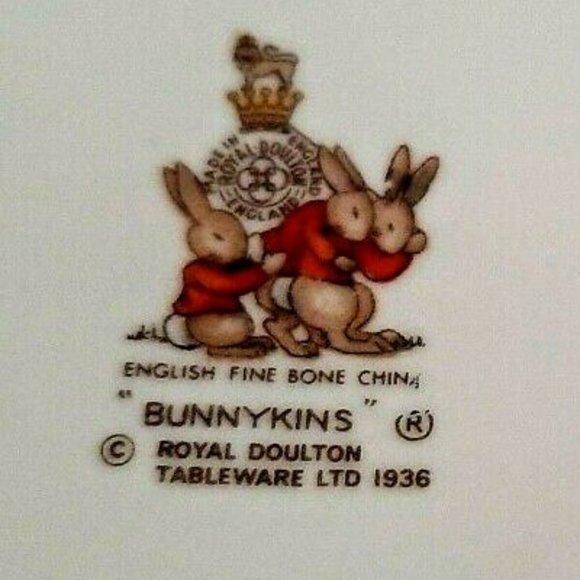 MADE IN ENGLAND
ROYAL DOULTON
ENGLAND
ENGLISH FINE BONE CHINA
"BUNNYKINS" ®
© ROYAL DOULTON
TABLEWARE LTD 1936